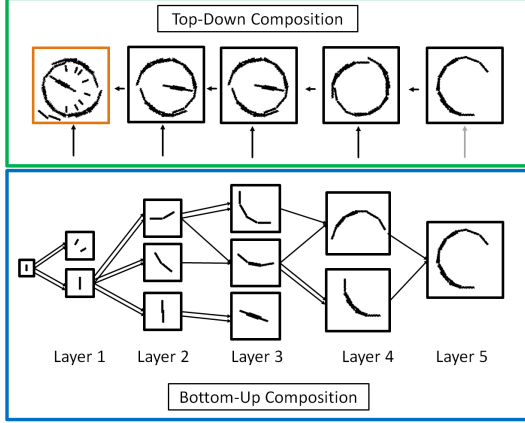 Top-Down Composition
Layer 1
Layer 2
Layer 3
Layer 4
Layer 5
Bottom-Up Composition